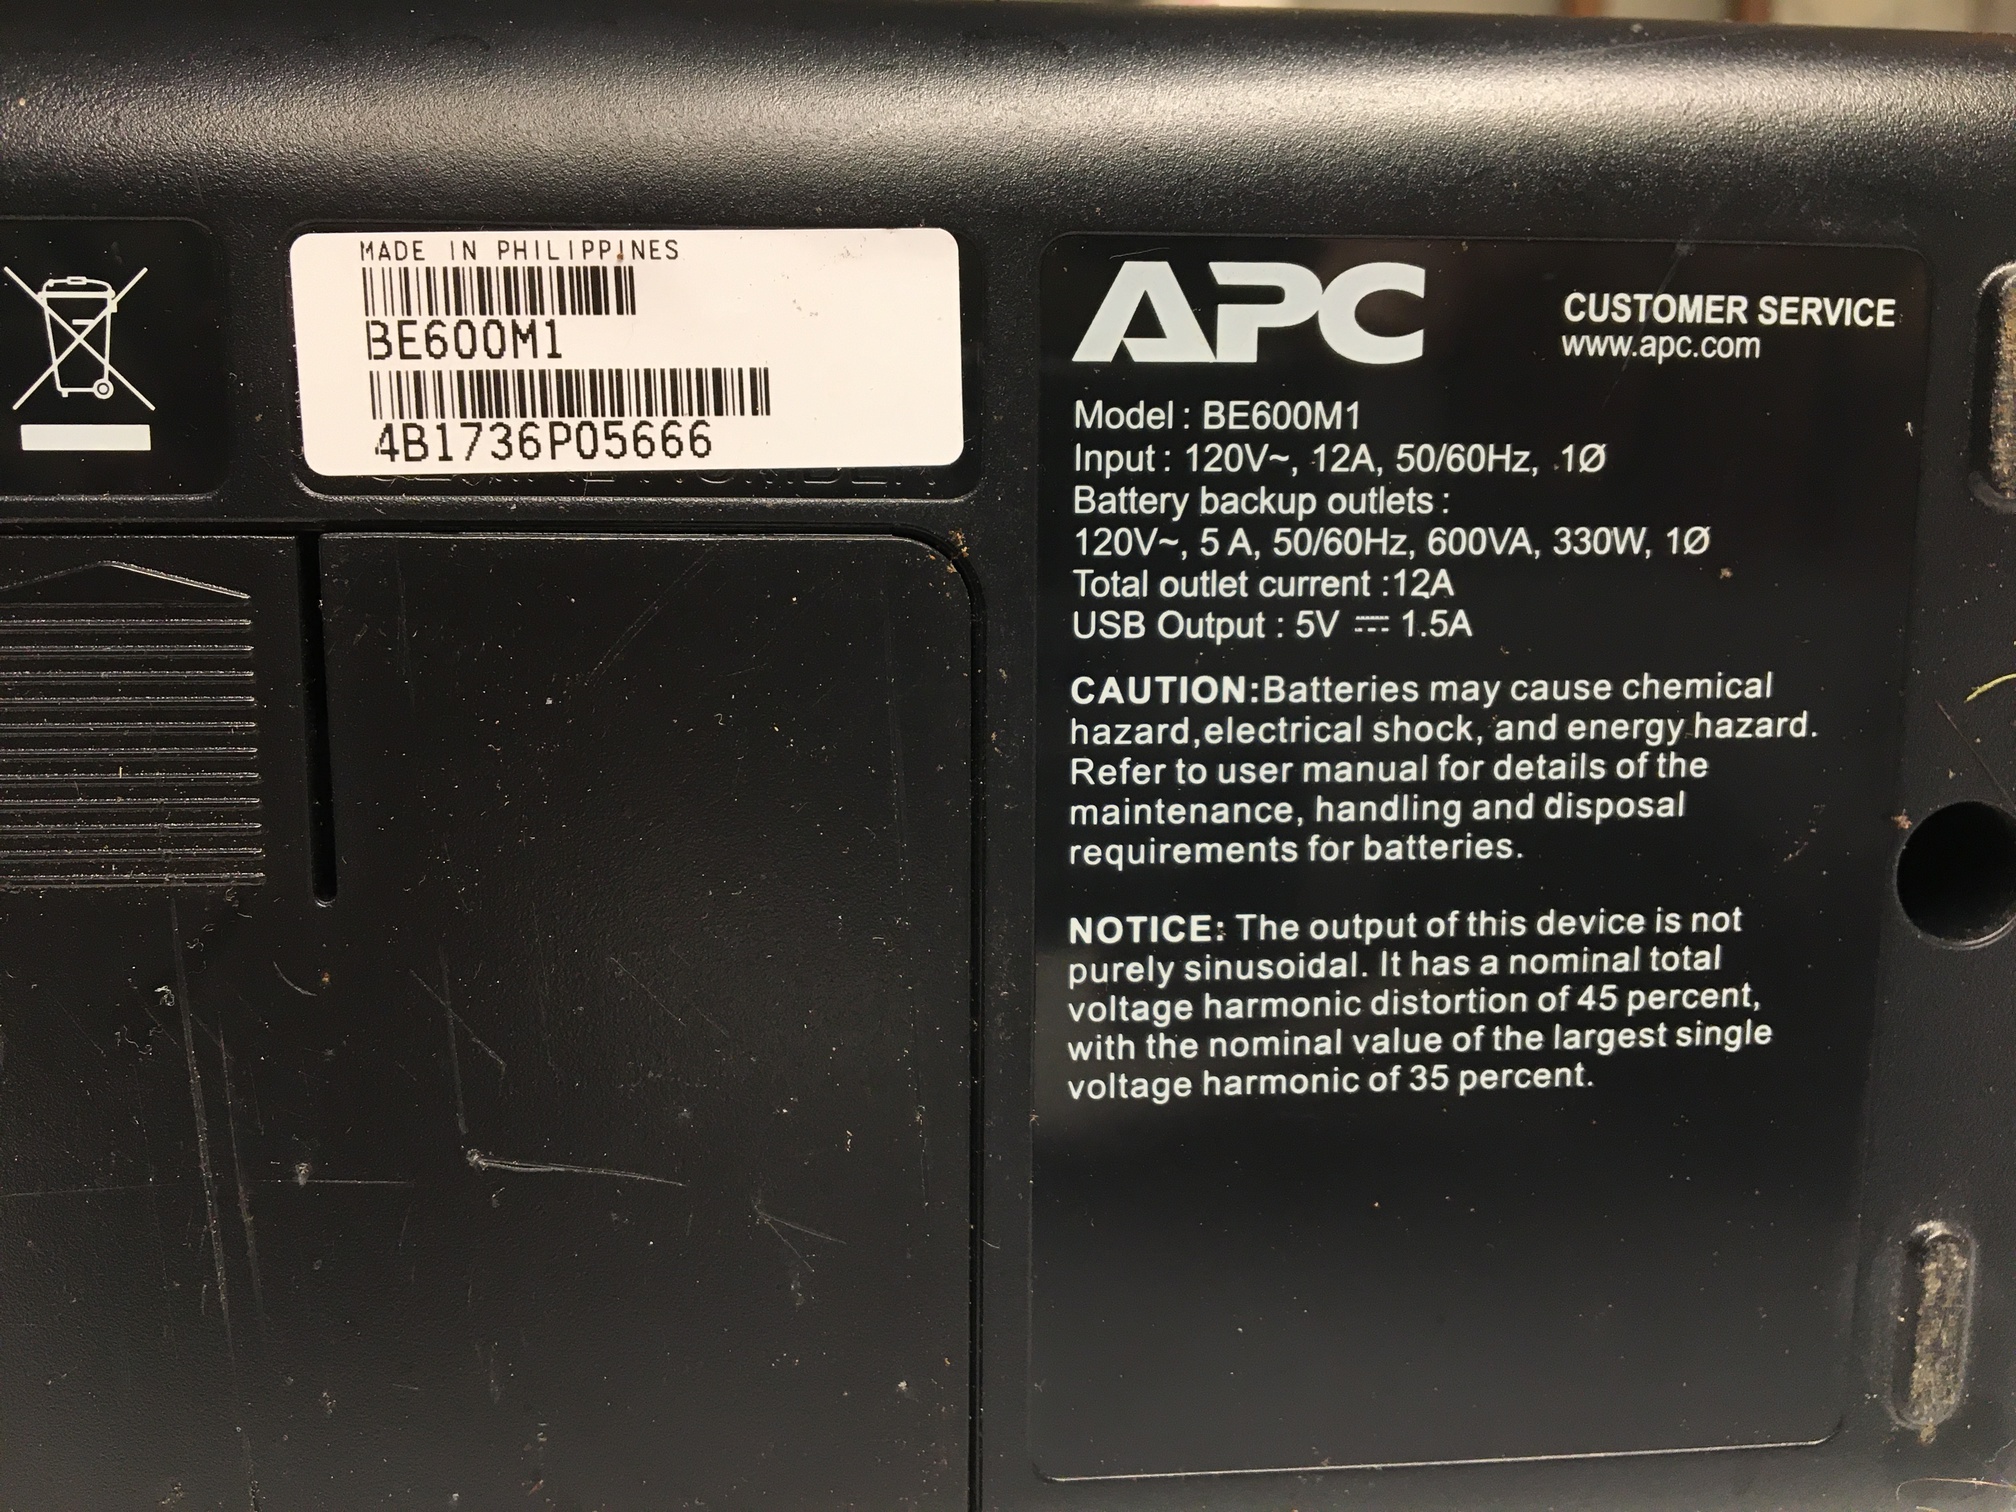 MADE IN PHILIPPINES
BE600M1
4B1736P05666
APC
CUSTOMER SERVICE
www.apc.com
Model : BE600M1
Input : 120V~, 12A, 50/60Hz, 1Ø
Battery backup outlets :
120V~, 5 A, 50/60Hz, 600VA, 330W, 1Ø
Total outlet current :12A
USB Output : 5V ⎓ 1.5A
CAUTION:Batteries may cause chemical
hazard,electrical shock, and energy hazard.
Refer to user manual for details of the
maintenance, handling and disposal
requirements for batteries.
NOTICE: The output of this device is not
purely sinusoidal. It has a nominal total
voltage harmonic distortion of 45 percent,
with the nominal value of the largest single
voltage harmonic of 35 percent.